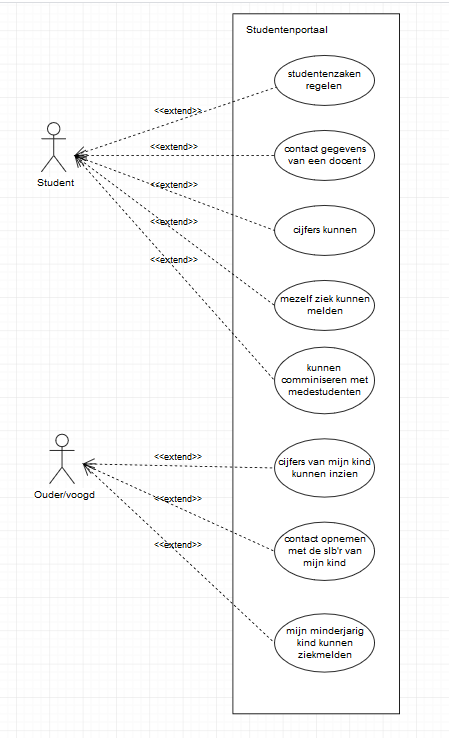 Studentenportaal
studentenzaken
regelen
<<extend>>
contact gegevens
van een docent
<<extend>>
Student
<<extend>>
cijfers kunnen
<<extend>>
<<extend>>
mezelf ziek kunnen
melden
kunnen
comminiseren met
medestudenten
Ouder/voogd
<<extend>>
cijfers van mijn kind
kunnen inzien
<<extend>>
contact opnemen
met de slb'r van
mijn kind
<<extend>>
mijn minderjarig
kind kunnen
ziekmelden